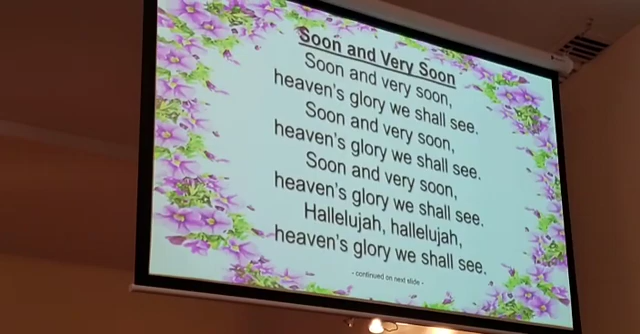 Soon and Very Soon
Soon and very soon,
heaven's glory we shall see.
Soon and very soon,
heaven's glory we shall see.
Soon and very soon,
heaven's glory we shall see.
Hallelujah, hallelujah,
heaven's glory we shall see.
- continued on next slide -